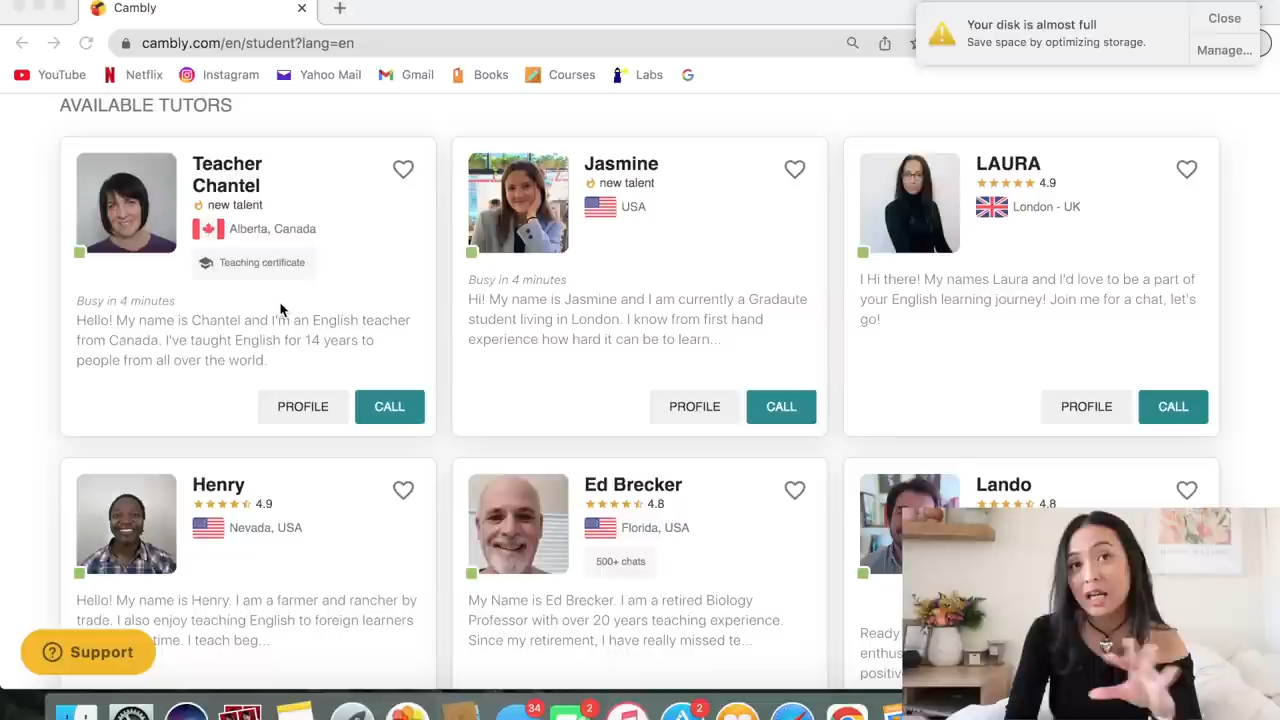 Cambly
Your disk is almost full
Save space by optimizing storage.
Close
Manage...
cambly.com/en/student?lang=en
YouTube
Netflix
Instagram
Yahoo Mail
Gmail
Books
Courses
Labs
AVAILABLE TUTORS
Teacher
Chantel
new talent
Alberta, Canada
Teaching certificate
Busy in 4 minutes
Hello! My name is Chantel and I'm an English teacher
from Canada. I've taught English for 14 years to
people from all over the world.
PROFILE
CALL
Jasmine
new talent
USA
Busy in 4 minutes
Hi! My name is Jasmine and I am currently a Gradaute
student living in London. I know from first hand
experience how hard it can be to learn...
PROFILE
CALL
LAURA
4.9
London - UK
I Hi there! My names Laura and I'd love to be a part of
your English learning journey! Join me for a chat, let's
go!
PROFILE
CALL
Henry
4.9
Nevada, USA
Hello! My name is Henry. I am a farmer and rancher by
trade. I also enjoy teaching English to foreign learners
time. I teach beg...
Ed Brecker
4.8
Florida, USA
500+ chats
My Name is Ed Brecker. I am a retired Biology
Professor with over 20 years teaching experience.
Since my retirement, I have really missed te...
Lando
4.8
Ready
enthus
positiv
Support
34
2
2